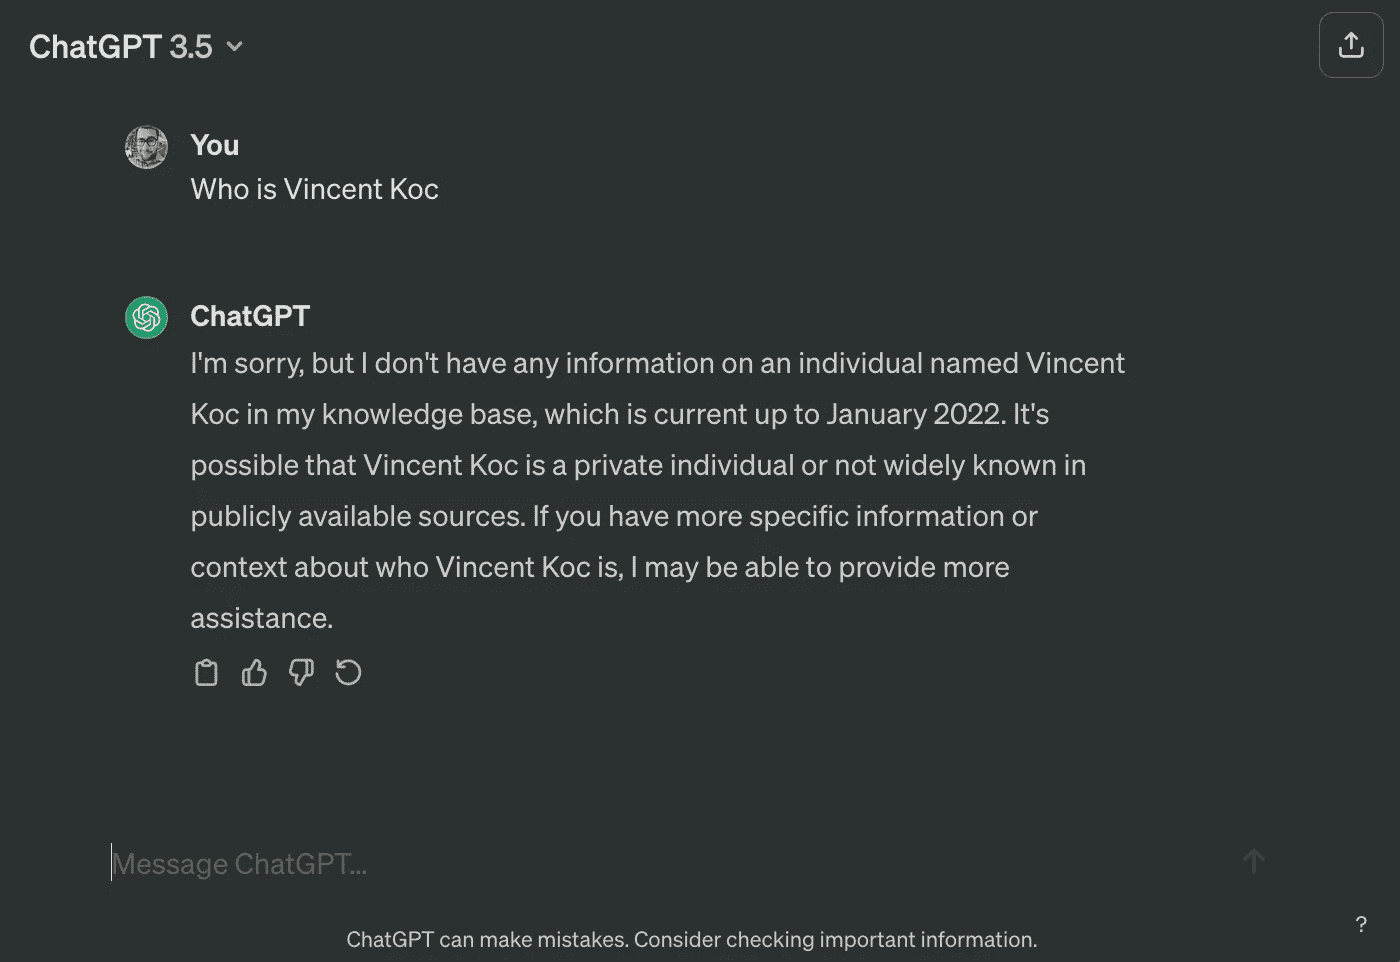 ChatGPT 3.5
You
Who is Vincent Koc
ChatGPT
I'm sorry, but I don't have any information on an individual named Vincent
Koc in my knowledge base, which is current up to January 2022. It's
possible that Vincent Koc is a private individual or not widely known in
publicly available sources. If you have more specific information or
context about who Vincent Koc is, I may be able to provide more
assistance.
Message ChatGPT...
?
ChatGPT can make mistakes. Consider checking important information.